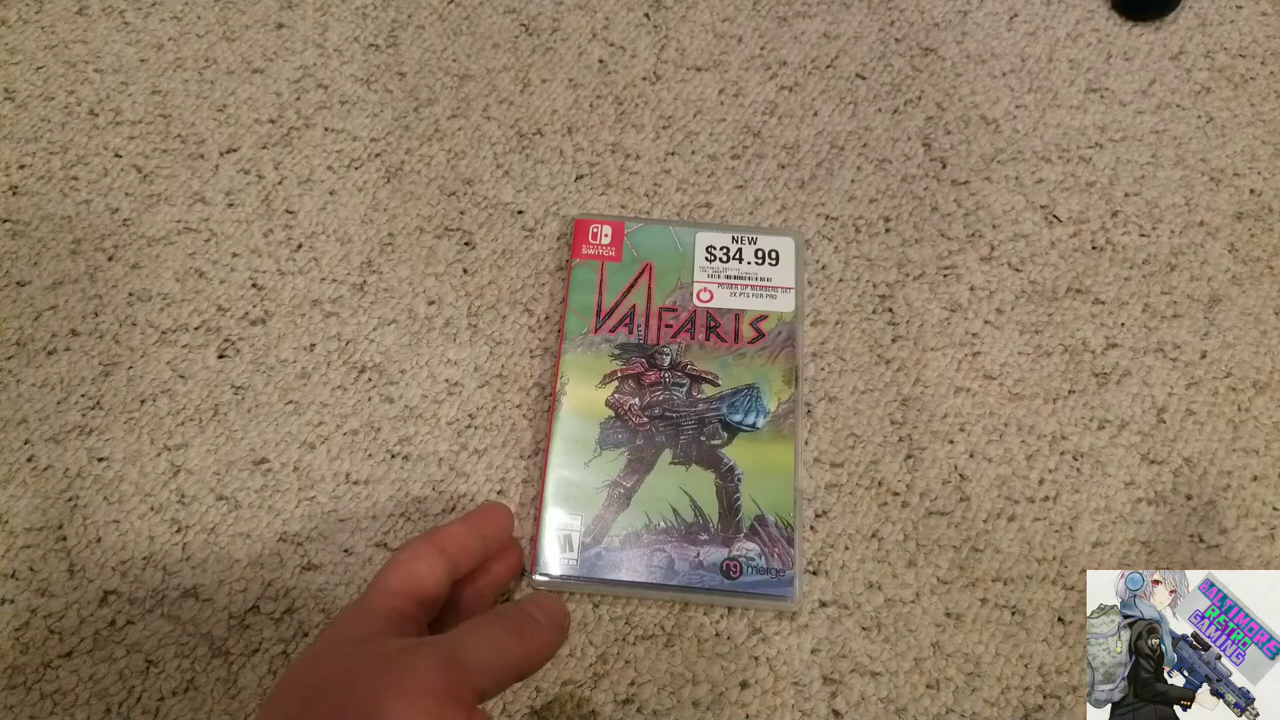 NINTENDO
SWITCH
NEW
$34.99
POWER UP MEMBERS GET
2X PTS FOR PRO
VALFARIS
M
merge
BALTIMORE
RETRO
GAMING